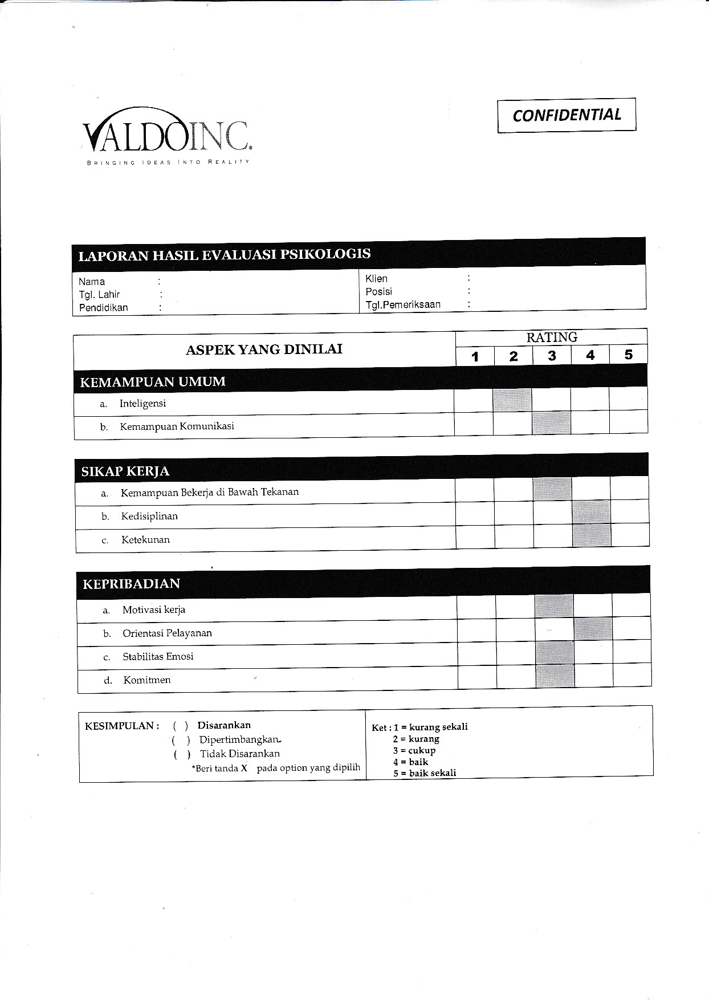 VALDOINC.
BRINGING IDEAS INTO REALITY
CONFIDENTIAL
LAPORAN HASIL EVALUASI PSIKOLOGIS
Nama :
Tgl. Lahir :
Pendidikan :
Klien :
Posisi :
Tgl.Pemeriksaan :
ASPEK YANG DINILAI
RATING
1 2 3 4 5
KEMAMPUAN UMUM
a. Inteligensi
b. Kemampuan Komunikasi
SIKAP KERJA
a. Kemampuan Bekerja di Bawah Tekanan
b. Kedisiplinan
c. Ketekunan
KEPRIBADIAN
a. Motivasi kerja
b. Orientasi Pelayanan
c. Stabilitas Emosi
d. Komitmen
KESIMPULAN : ( ) Disarankan
( ) Dipertimbangkan
( ) Tidak Disarankan
*Beri tanda X pada option yang dipilih
Ket : 1 = kurang sekali
2 = kurang
3 = cukup
4 = baik
5 = baik sekali